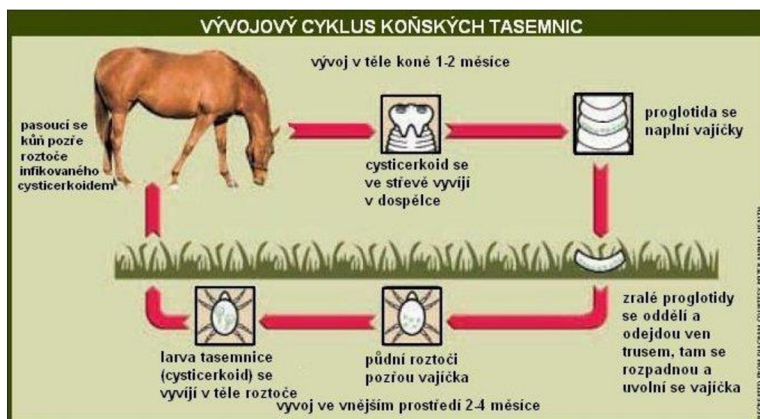 VÝVOJOVÝ CYKLUS KOŇSKÝCH TASEMNIC
vývoj v těle koné 1-2 měsíce
pasoucí se
kůň pozře
roztoče
infikovaného
cysticerkoidem
cysticerkoid se
ve střevě vyvíjí
v dospělce
proglotida se
naplní vajíčky
larva tasemnice
(cysticerkoid) se
vyvíjí v těle roztoče
půdní roztoči
pozřou vajíčka
zralé proglotidy
se oddělí a
odejdou ven
trusem, tam se
rozpadnou a
uvolní se vajíčka
vývoj ve vnějším prostředí 2-4 měsíce